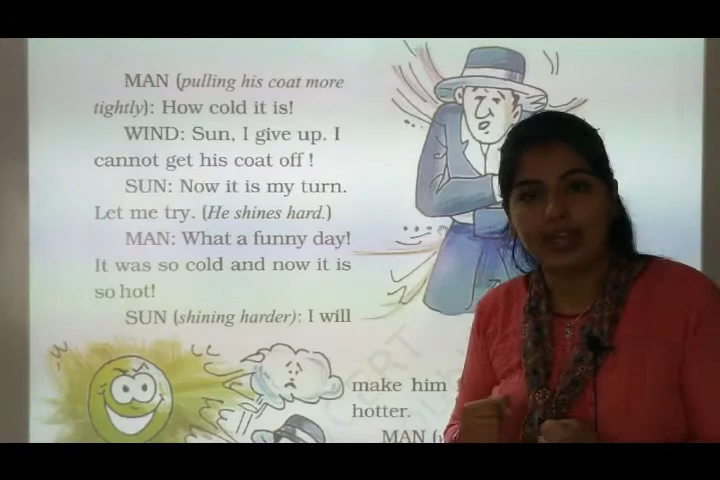 MAN (pulling his coat more
tightly): How cold it is!
WIND: Sun, I give up. I
cannot get his coat off !
SUN: Now it is my turn.
Let me try. (He shines hard.)
MAN: What a funny day!
It was so cold and now it is
so hot!
SUN (shining harder): I will
make him
hotter.
MAN